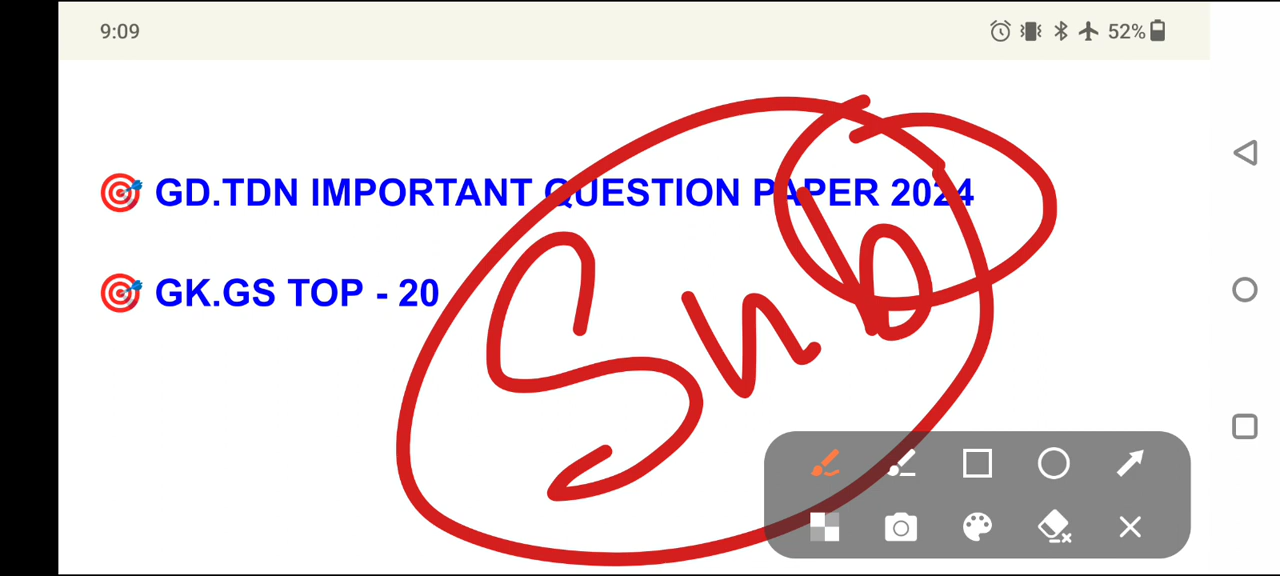 9:09 52%
🎯 GD.TDN IMPORTANT QUESTION PAPER 2024
🎯 GK.GS TOP - 20
Sub